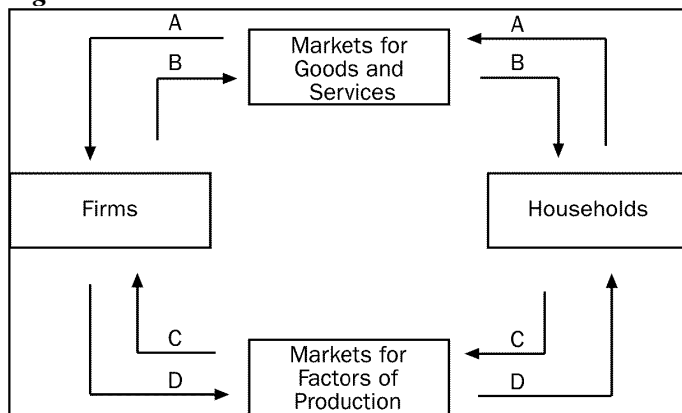 A
A
Markets for
Goods and
Services
B
B
Firms
Households
C
C
Markets for
Factors of
Production
D
D